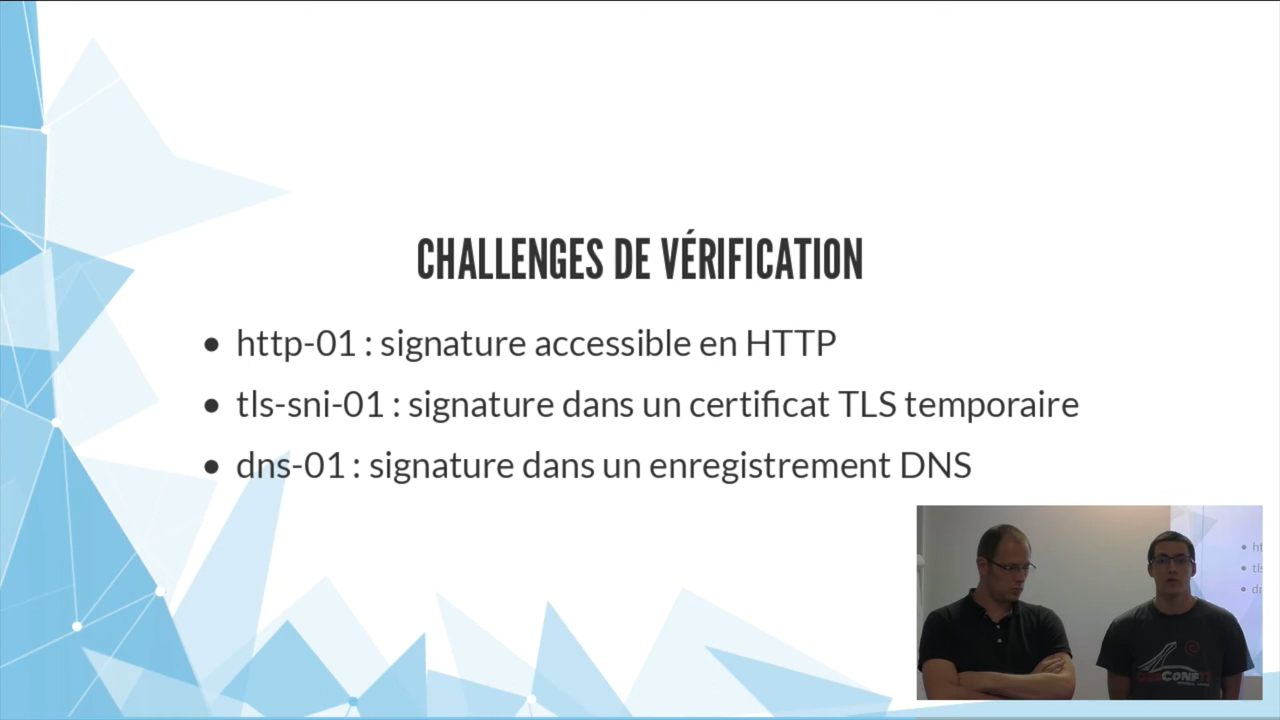 CHALLENGES DE VÉRIFICATION
http-01 : signature accessible en HTTP
tls-sni-01 : signature dans un certificat TLS temporaire
dns-01 : signature dans un enregistrement DNS